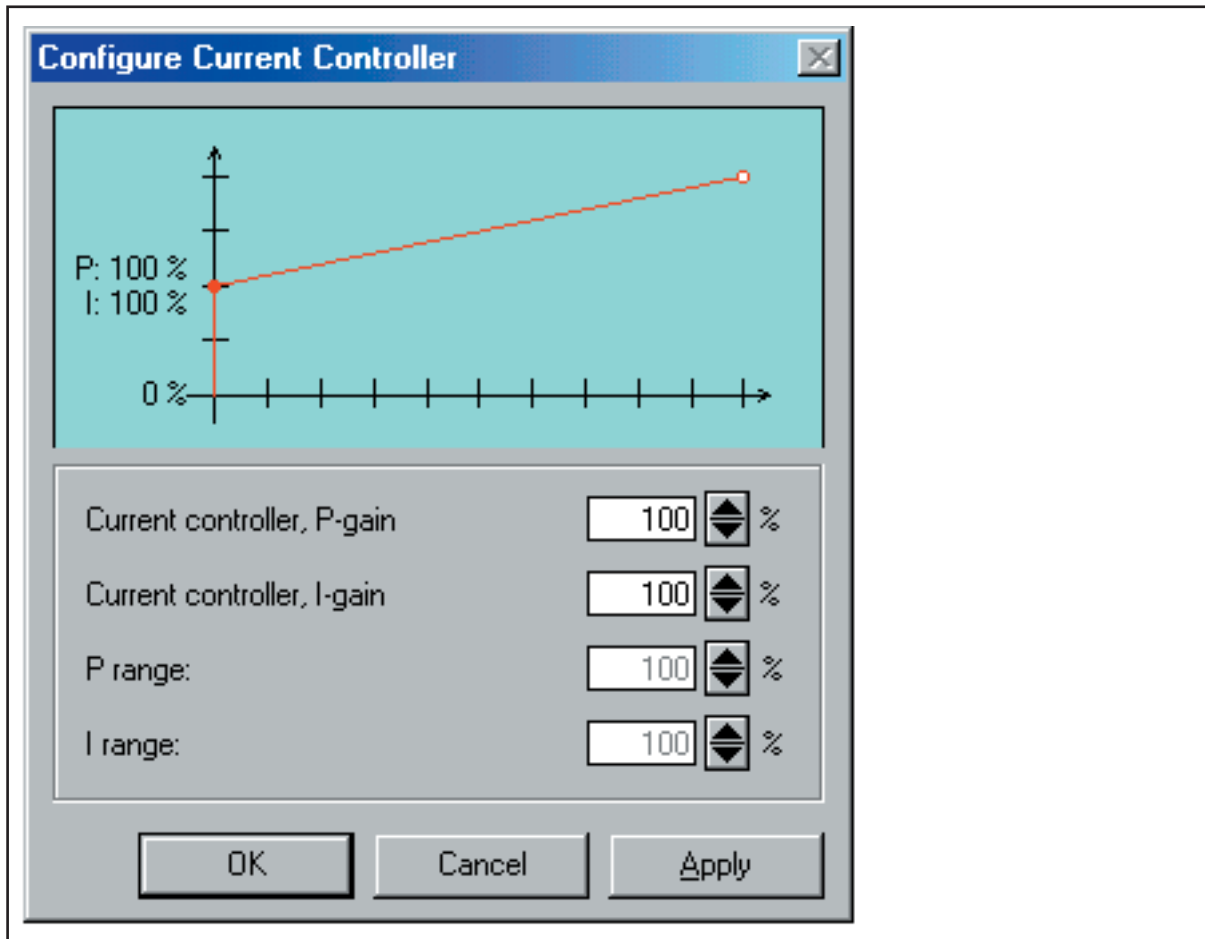 Configure Current Controller
P: 100 %
I: 100 %
0 %
Current controller, P-gain 100 %
Current controller, I-gain 100 %
P range: 100 %
I range: 100 %
OK Cancel Apply